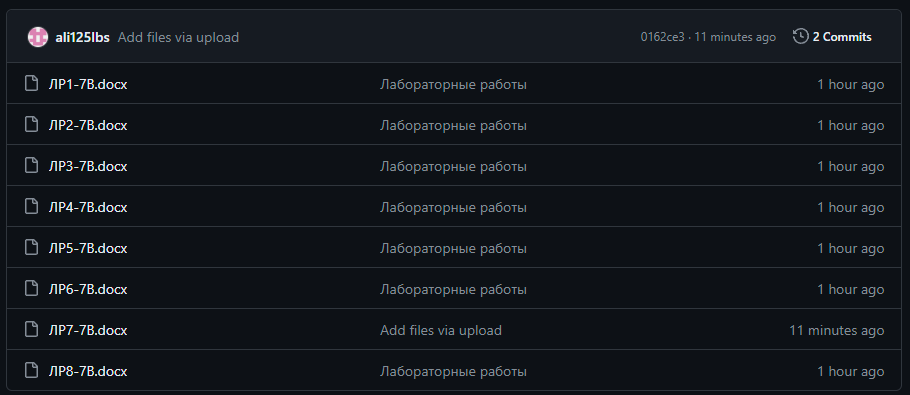 ali125lbs Add files via upload 0162ce3 · 11 minutes ago 2 Commits
ЛР1-7В.docx Лабораторные работы 1 hour ago
ЛР2-7В.docx Лабораторные работы 1 hour ago
ЛР3-7В.docx Лабораторные работы 1 hour ago
ЛР4-7В.docx Лабораторные работы 1 hour ago
ЛР5-7В.docx Лабораторные работы 1 hour ago
ЛР6-7В.docx Лабораторные работы 1 hour ago
ЛР7-7В.docx Add files via upload 11 minutes ago
ЛР8-7В.docx Лабораторные работы 1 hour ago